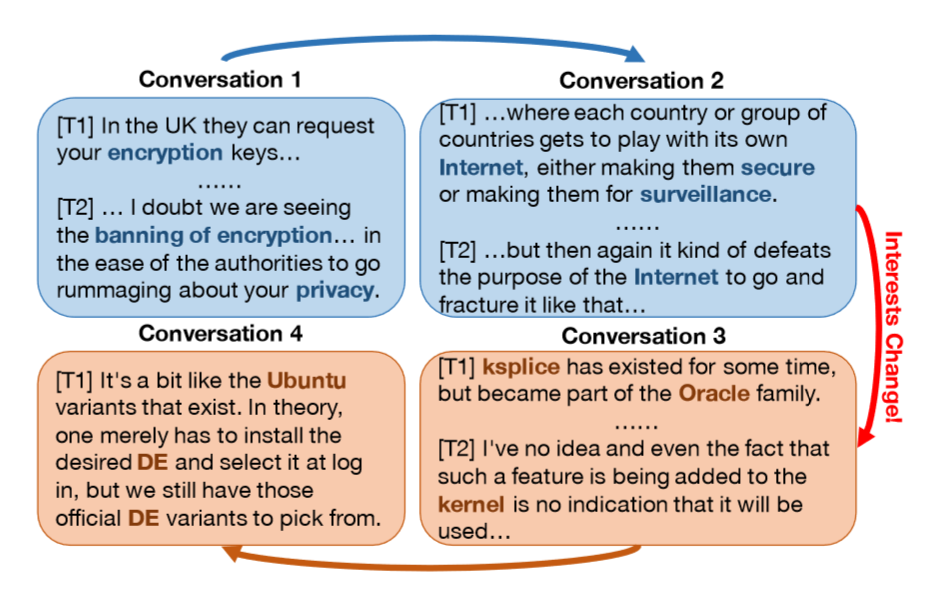 Conversation 1
[T1] In the UK they can request
your encryption keys…
……
[T2] … I doubt we are seeing
the banning of encryption… in
the ease of the authorities to go
rummaging about your privacy.
Conversation 2
[T1] …where each country or group of
countries gets to play with its own
Internet, either making them secure
or making them for surveillance.
……
[T2] …but then again it kind of defeats
the purpose of the Internet to go and
fracture it like that…
Interests Change!
Conversation 3
[T1] ksplice has existed for some time,
but became part of the Oracle family.
……
[T2] I've no idea and even the fact that
such a feature is being added to the
kernel is no indication that it will be
used…
Conversation 4
[T1] It's a bit like the Ubuntu
variants that exist. In theory,
one merely has to install the
desired DE and select it at log
in, but we still have those
official DE variants to pick from.